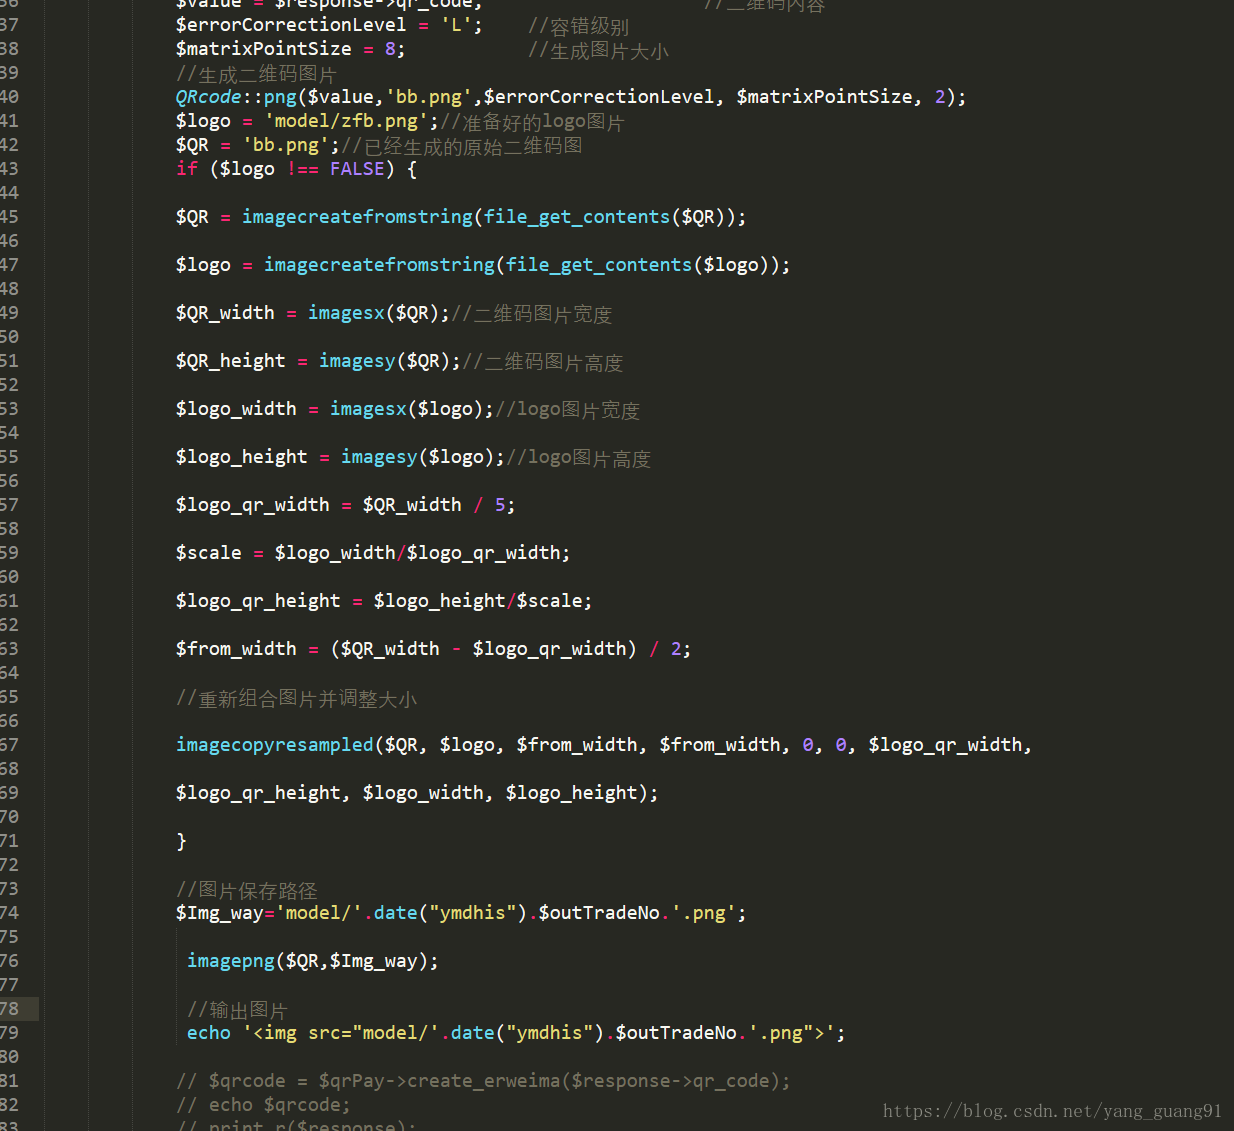 36 $value = $response->qr_code; //二维码内容
37 $errorCorrectionLevel = 'L'; //容错级别
38 $matrixPointSize = 8; //生成图片大小
39 //生成二维码图片
40 QRcode::png($value,'bb.png',$errorCorrectionLevel, $matrixPointSize, 2);
41 $logo = 'model/zfb.png';//准备好的logo图片
42 $QR = 'bb.png';//已经生成的原始二维码图
43 if ($logo !== FALSE) {
44
45 $QR = imagecreatefromstring(file_get_contents($QR));
46
47 $logo = imagecreatefromstring(file_get_contents($logo));
48
49 $QR_width = imagesx($QR);//二维码图片宽度
50
51 $QR_height = imagesy($QR);//二维码图片高度
52
53 $logo_width = imagesx($logo);//logo图片宽度
54
55 $logo_height = imagesy($logo);//logo图片高度
56
57 $logo_qr_width = $QR_width / 5;
58
59 $scale = $logo_width/$logo_qr_width;
60
61 $logo_qr_height = $logo_height/$scale;
62
63 $from_width = ($QR_width - $logo_qr_width) / 2;
64
65 //重新组合图片并调整大小
66
67 imagecopyresampled($QR, $logo, $from_width, $from_width, 0, 0, $logo_qr_width,
68
69 $logo_qr_height, $logo_width, $logo_height);
70
71 }
72
73 //图片保存路径
74 $Img_way='model/'.date("ymdhis").$outTradeNo.'.png';
75
76 imagepng($QR,$Img_way);
77
78 //输出图片
79 echo '<img src="model/'.date("ymdhis").$outTradeNo.'.png">';
80
81 // $qrcode = $qrPay->create_erweima($response->qr_code);
82 // echo $qrcode;
83 // print_r($response);
https://blog.csdn.net/yang_guang91